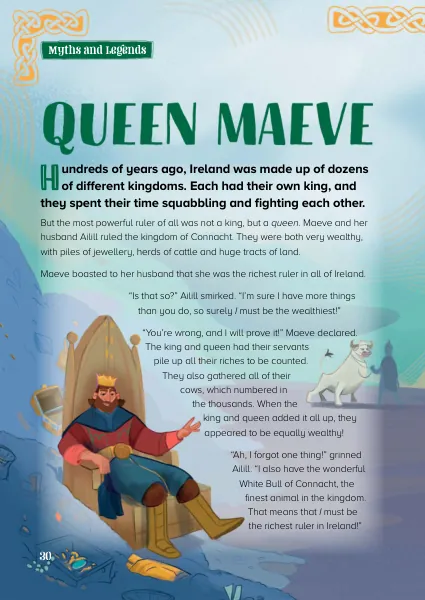 Myths and Legends
QUEEN MAEVE
Hundreds of years ago, Ireland was made up of dozens
of different kingdoms. Each had their own king, and
they spent their time squabbling and fighting each other.
But the most powerful ruler of all was not a king, but a queen. Maeve and her
husband Ailill ruled the kingdom of Connacht. They were both very wealthy,
with piles of jewellery, herds of cattle and huge tracts of land.
Maeve boasted to her husband that she was the richest ruler in all of Ireland.
“Is that so?” Ailill smirked. “I’m sure I have more things
than you do, so surely I must be the wealthiest!”
“You’re wrong, and I will prove it!” Maeve declared.
The king and queen had their servants
pile up all their riches to be counted.
They also gathered all of their
cows, which numbered in
the thousands. When the
king and queen added it all up, they
appeared to be equally wealthy!
“Ah, I forgot one thing!” grinned
Ailill. “I also have the wonderful
White Bull of Connacht, the
finest animal in the kingdom.
That means that I must be
the richest ruler in Ireland!”
30